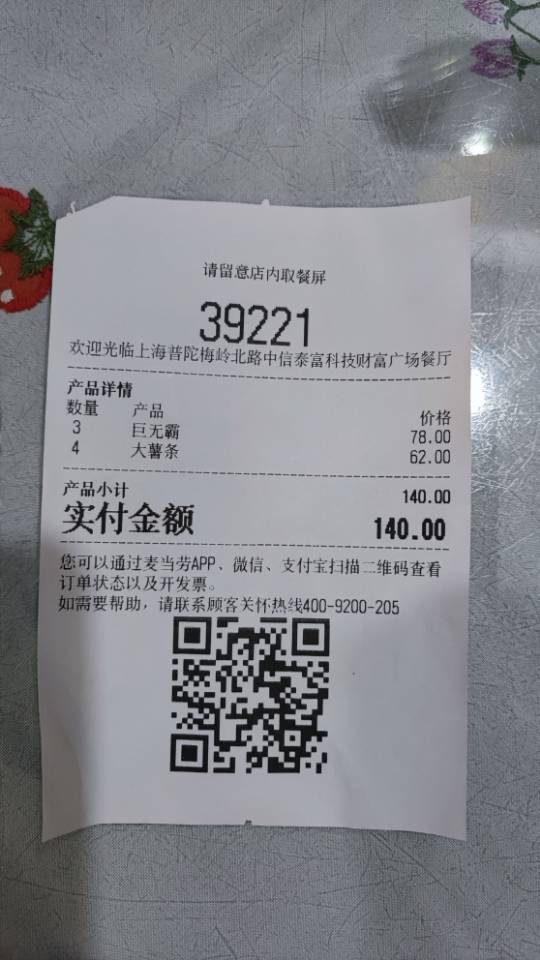 请留意店内取餐屏
39221
欢迎光临上海普陀梅岭北路中信泰富科技财富广场餐厅
产品详情
数量 产品 价格
3 巨无霸 78.00
4 大薯条 62.00
产品小计 140.00
实付金额 140.00
您可以通过麦当劳APP、微信、支付宝扫描二维码查看
订单状态以及开发票。
如需要帮助，请联系顾客关怀热线400-9200-205